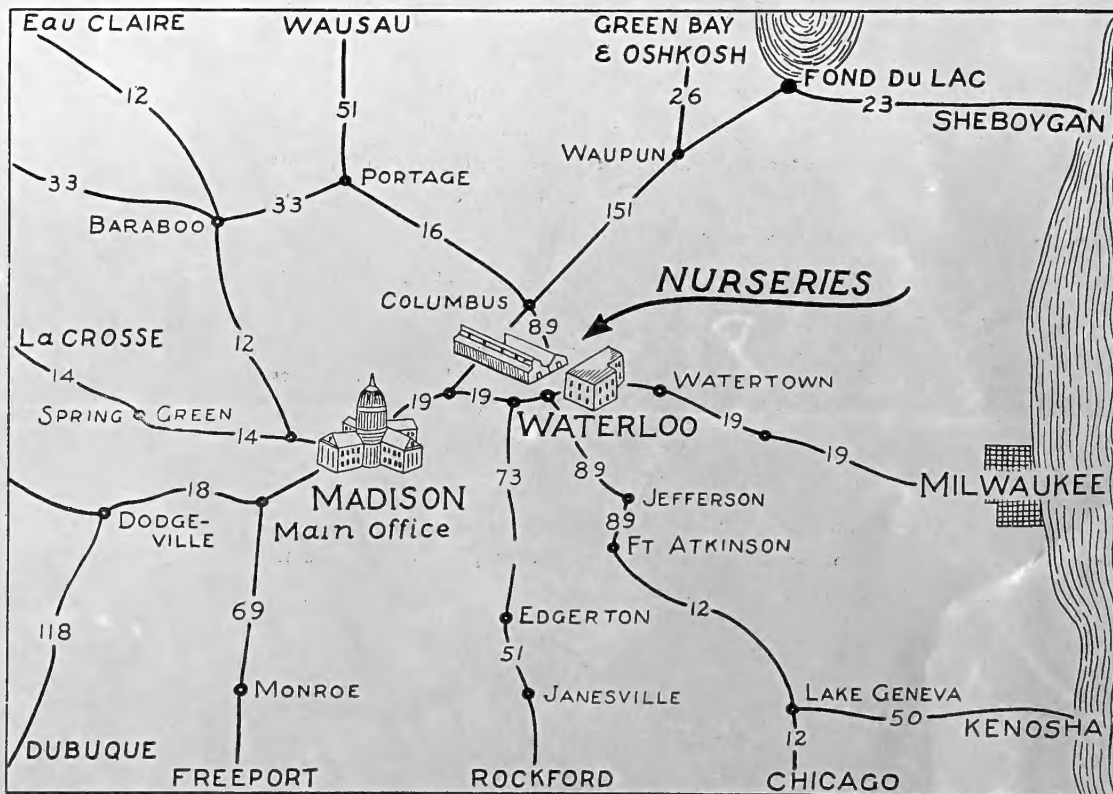 Eau CLAIRE
WAUSAU
GREEN BAY
& OSHKOSH
12
51
26
FOND DU LAC
23
SHEBOYGAN
WAUPUN
33
PORTAGE
33
BARABOO
151
16
NURSERIES
COLUMBUS
89
La CROSSE
12
14
SPRING GREEN
14
19
19
WATERTOWN
WATERLOO
19
19
MILWAUKEE
89
73
18
MADISON
Main Office
JEFFERSON
DODGE-
VILLE
89
FT ATKINSON
69
12
118
EDGERTON
51
MONROE
JANESVILLE
LAKE GENEVA
50
KENOSHA
12
DUBUQUE
FREEPORT
ROCKFORD
CHICAGO